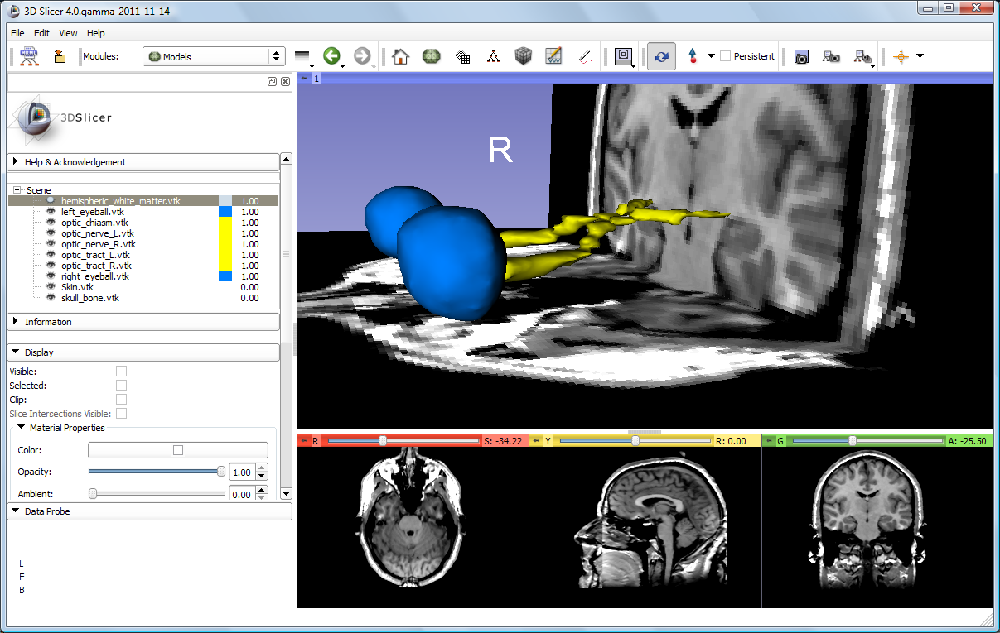 3D Slicer 4.0.gamma-2011-11-14
File Edit View Help
MRML
Modules: Models
Persistent
1
3DSlicer
Help & Acknowledgement
Scene
hemispheric_white_matter.vtk 1.00
left_eyeball.vtk 1.00
optic_chiasm.vtk 1.00
optic_nerve_L.vtk 1.00
optic_nerve_R.vtk 1.00
optic_tract_L.vtk 1.00
optic_tract_R.vtk 1.00
right_eyeball.vtk 1.00
Skin.vtk 0.00
skull_bone.vtk 0.00
Information
Display
Visible:
Selected:
Clip:
Slice Intersections Visible:
Material Properties
Color:
Opacity: 1.00
Ambient: 0.00
Data Probe
L
F
B
R
R S: -34.22
Y R: 0.00
G A: -25.50